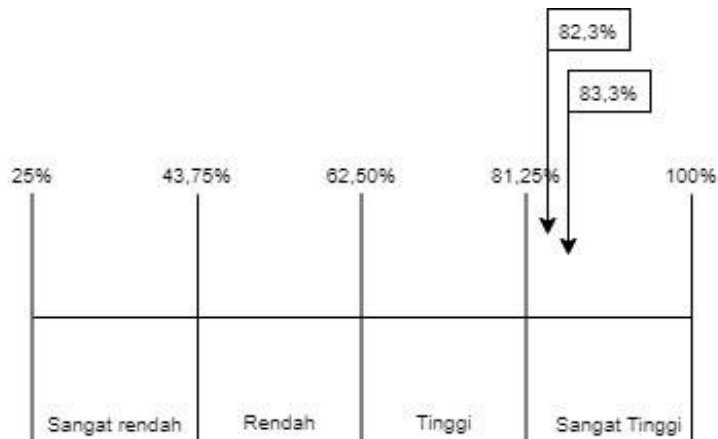 82,3%
83,3%
25% 43,75% 62,50% 81,25% 100%
Sangat rendah Rendah Tinggi Sangat Tinggi